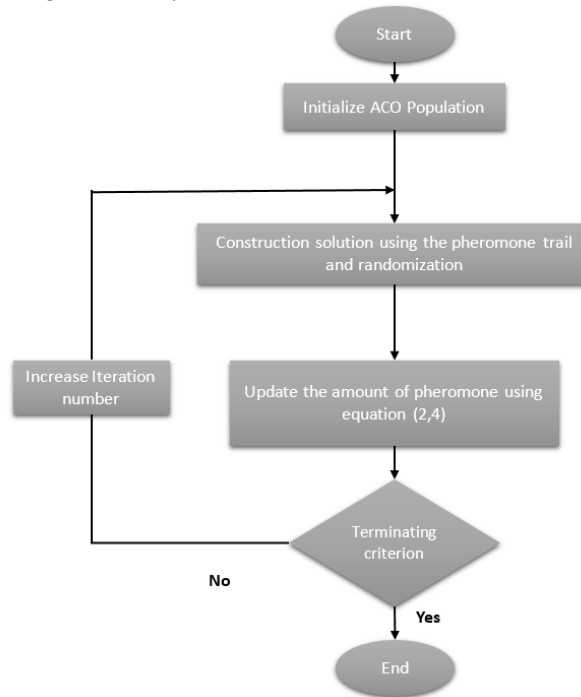 Start
Initialize ACO Population
Construction solution using the pheromone trail
and randomization
Increase Iteration
number
Update the amount of pheromone using
equation (2,4)
Terminating
criterion
No
Yes
End